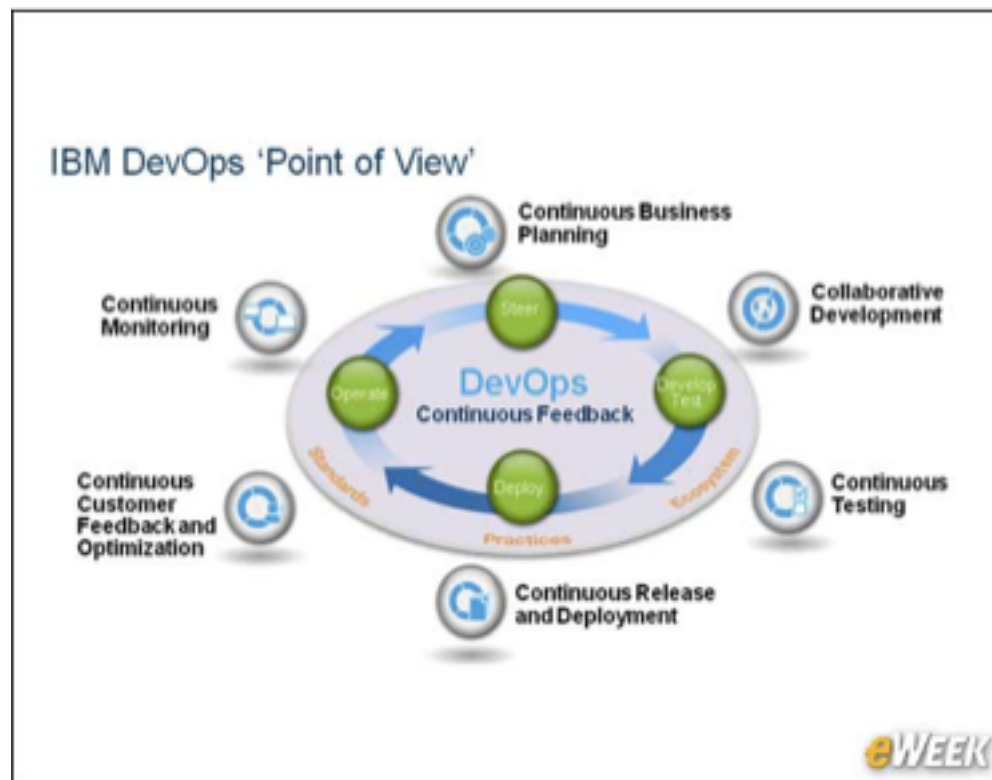 IBM DevOps ‘Point of View’
Continuous Business
Planning
Continuous
Monitoring
Collaborative
Development
Steer
Operate
DevOps
Continuous Feedback
Develop
Test
Deploy
Standards
Practices
Ecosystem
Continuous
Customer
Feedback and
Optimization
Continuous
Testing
Continuous Release
and Deployment
eWEEK